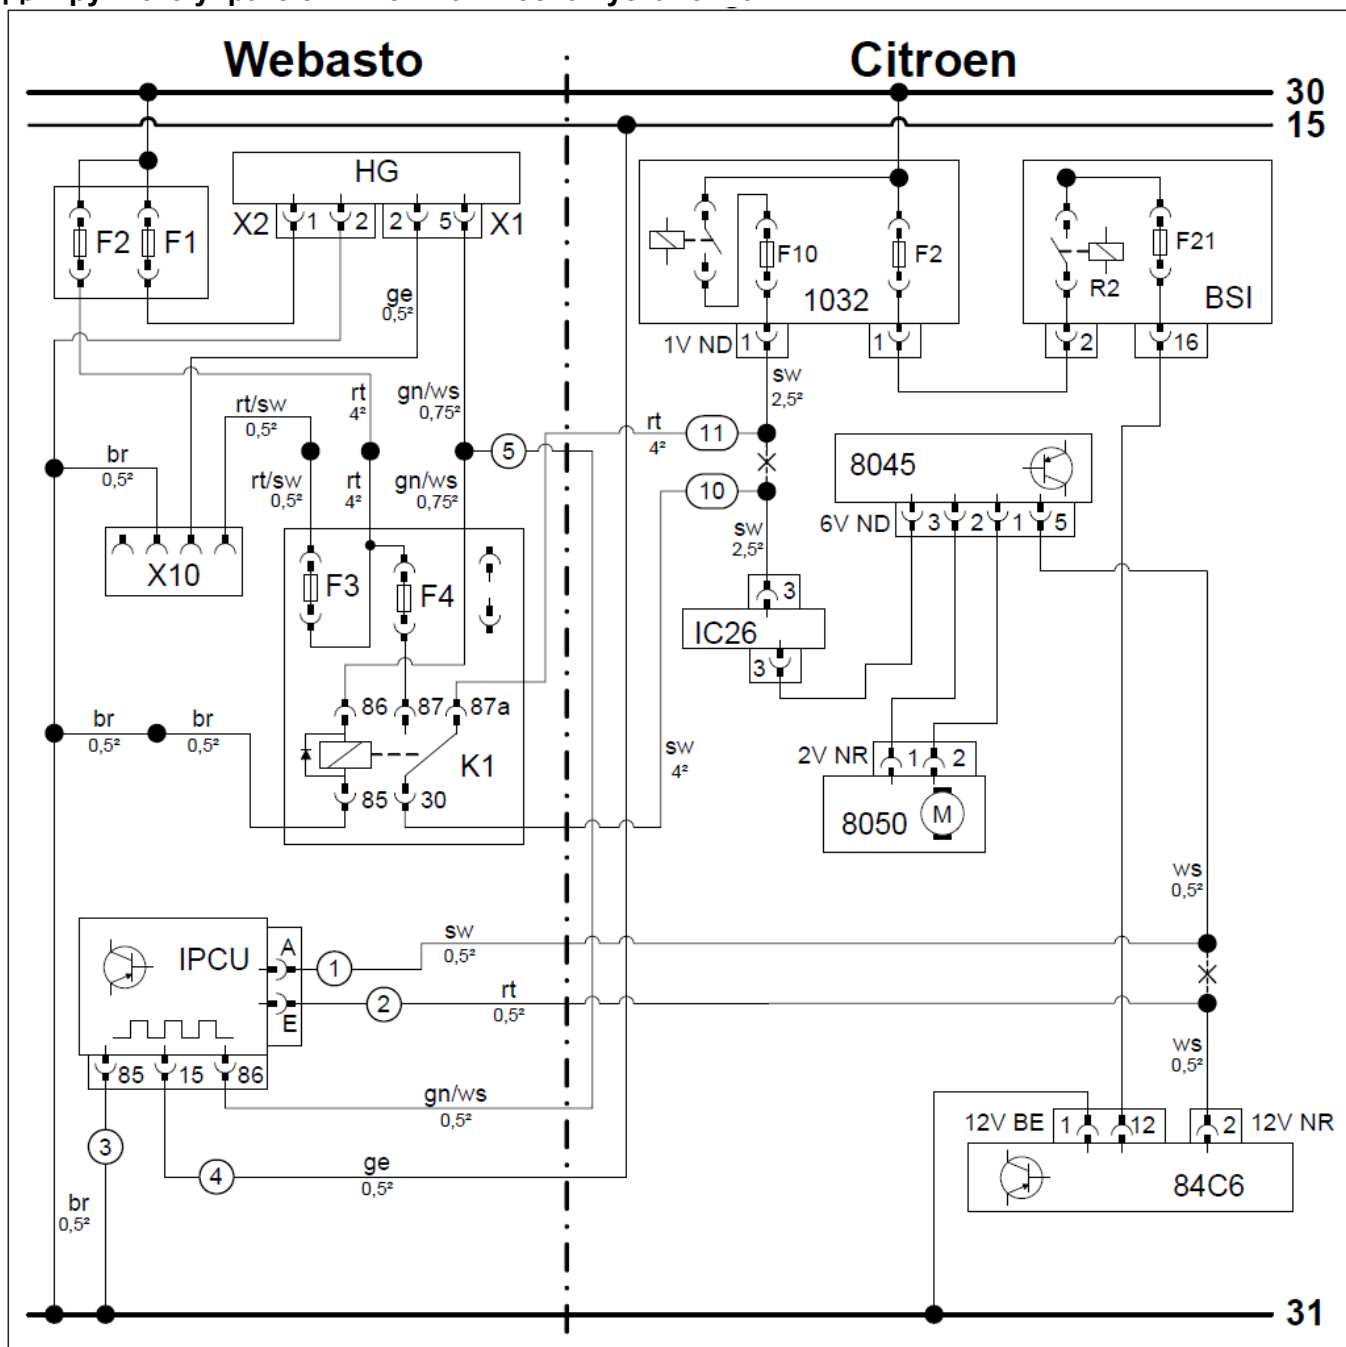 Webasto Citroen
30
15
HG
X2 1 2 2 5 X1
F2 F1
F10 F2
1032
F21
R2
BSI
ge
0,5²
1V ND 1 1 2 16
sw
2,5²
rt/sw
0,5²
rt
4²
gn/ws
0,75²
rt
4²
11
5
br
0,5²
rt/sw
0,5²
rt
4²
gn/ws
0,75²
10
8045
6V ND 3 2 1 5
sw
2,5²
X10
F3 F4
3
IC26
3
86 87 87a
br
0,5²
br
0,5²
K1
sw
4²
85 30
2V NR 1 2
8050 M
ws
0,5²
IPCU
A
1
sw
0,5²
E
2
rt
0,5²
85 15 86
gn/ws
0,5²
ws
0,5²
3
4
ge
0,5²
br
0,5²
12V BE 1 12 2 12V NR
84C6
31